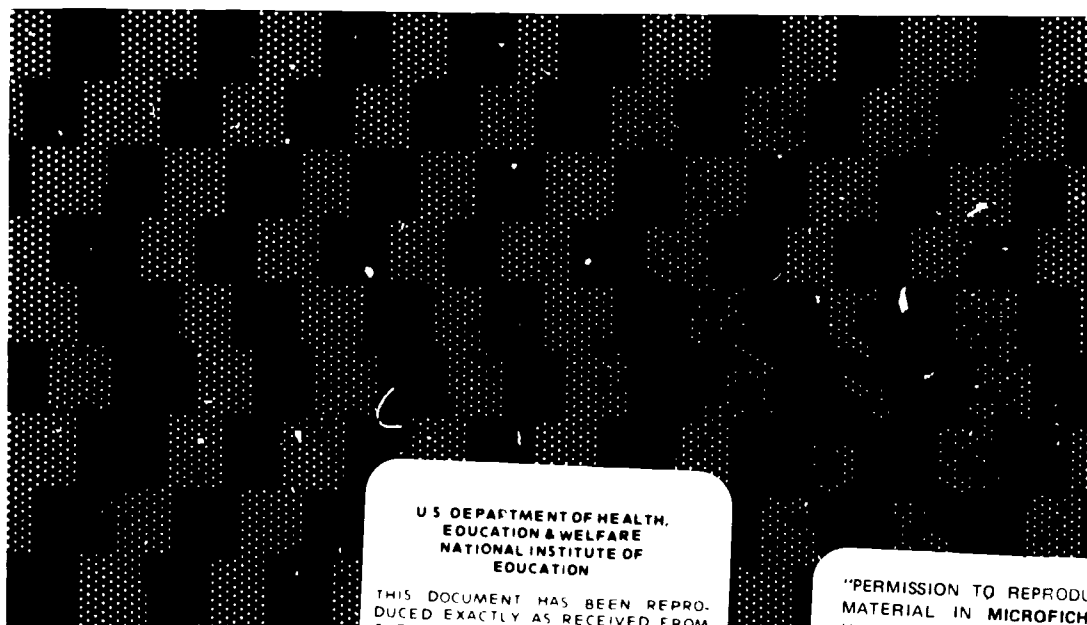 U S DEPARTMENT OF HEALTH,
EDUCATION & WELFARE
NATIONAL INSTITUTE OF
EDUCATION
THIS DOCUMENT HAS BEEN REPRO-
DUCED EXACTLY AS RECEIVED FROM
"PERMISSION TO REPRODU
MATERIAL IN MICROFICH